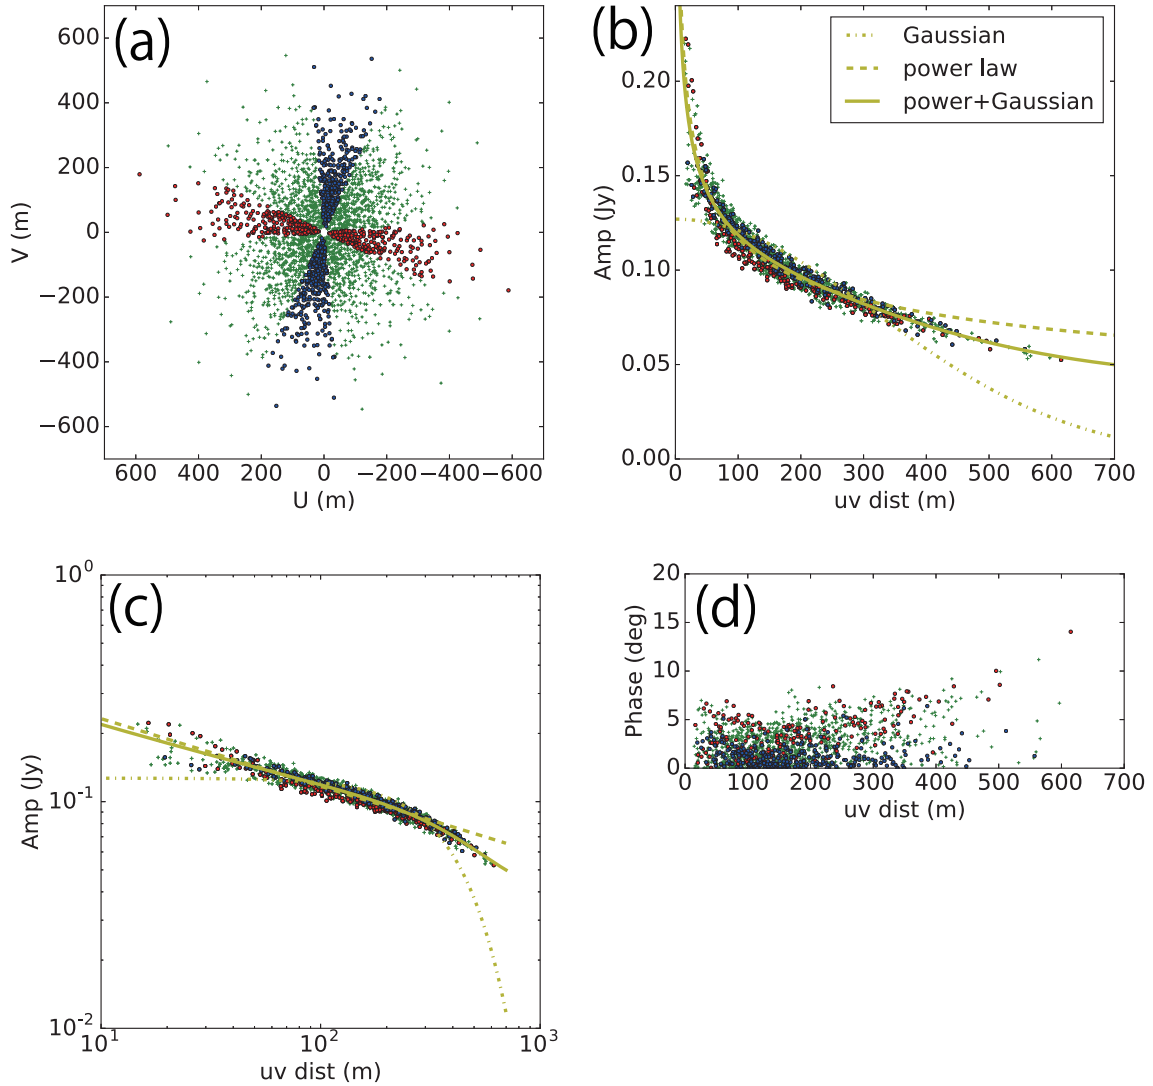 (a)
600
400
200
0
−200
−400
−600
V (m)
600 400 200 0 −200 −400 −600
U (m)
(b)
Gaussian
power law
power+Gaussian
0.20
0.15
0.10
0.05
0.00
Amp (Jy)
0 100 200 300 400 500 600 700
uv dist (m)
(c)
10^0
10^-1
10^-2
Amp (Jy)
10^1 10^2 10^3
uv dist (m)
(d)
20
15
10
5
0
Phase (deg)
0 100 200 300 400 500 600 700
uv dist (m)